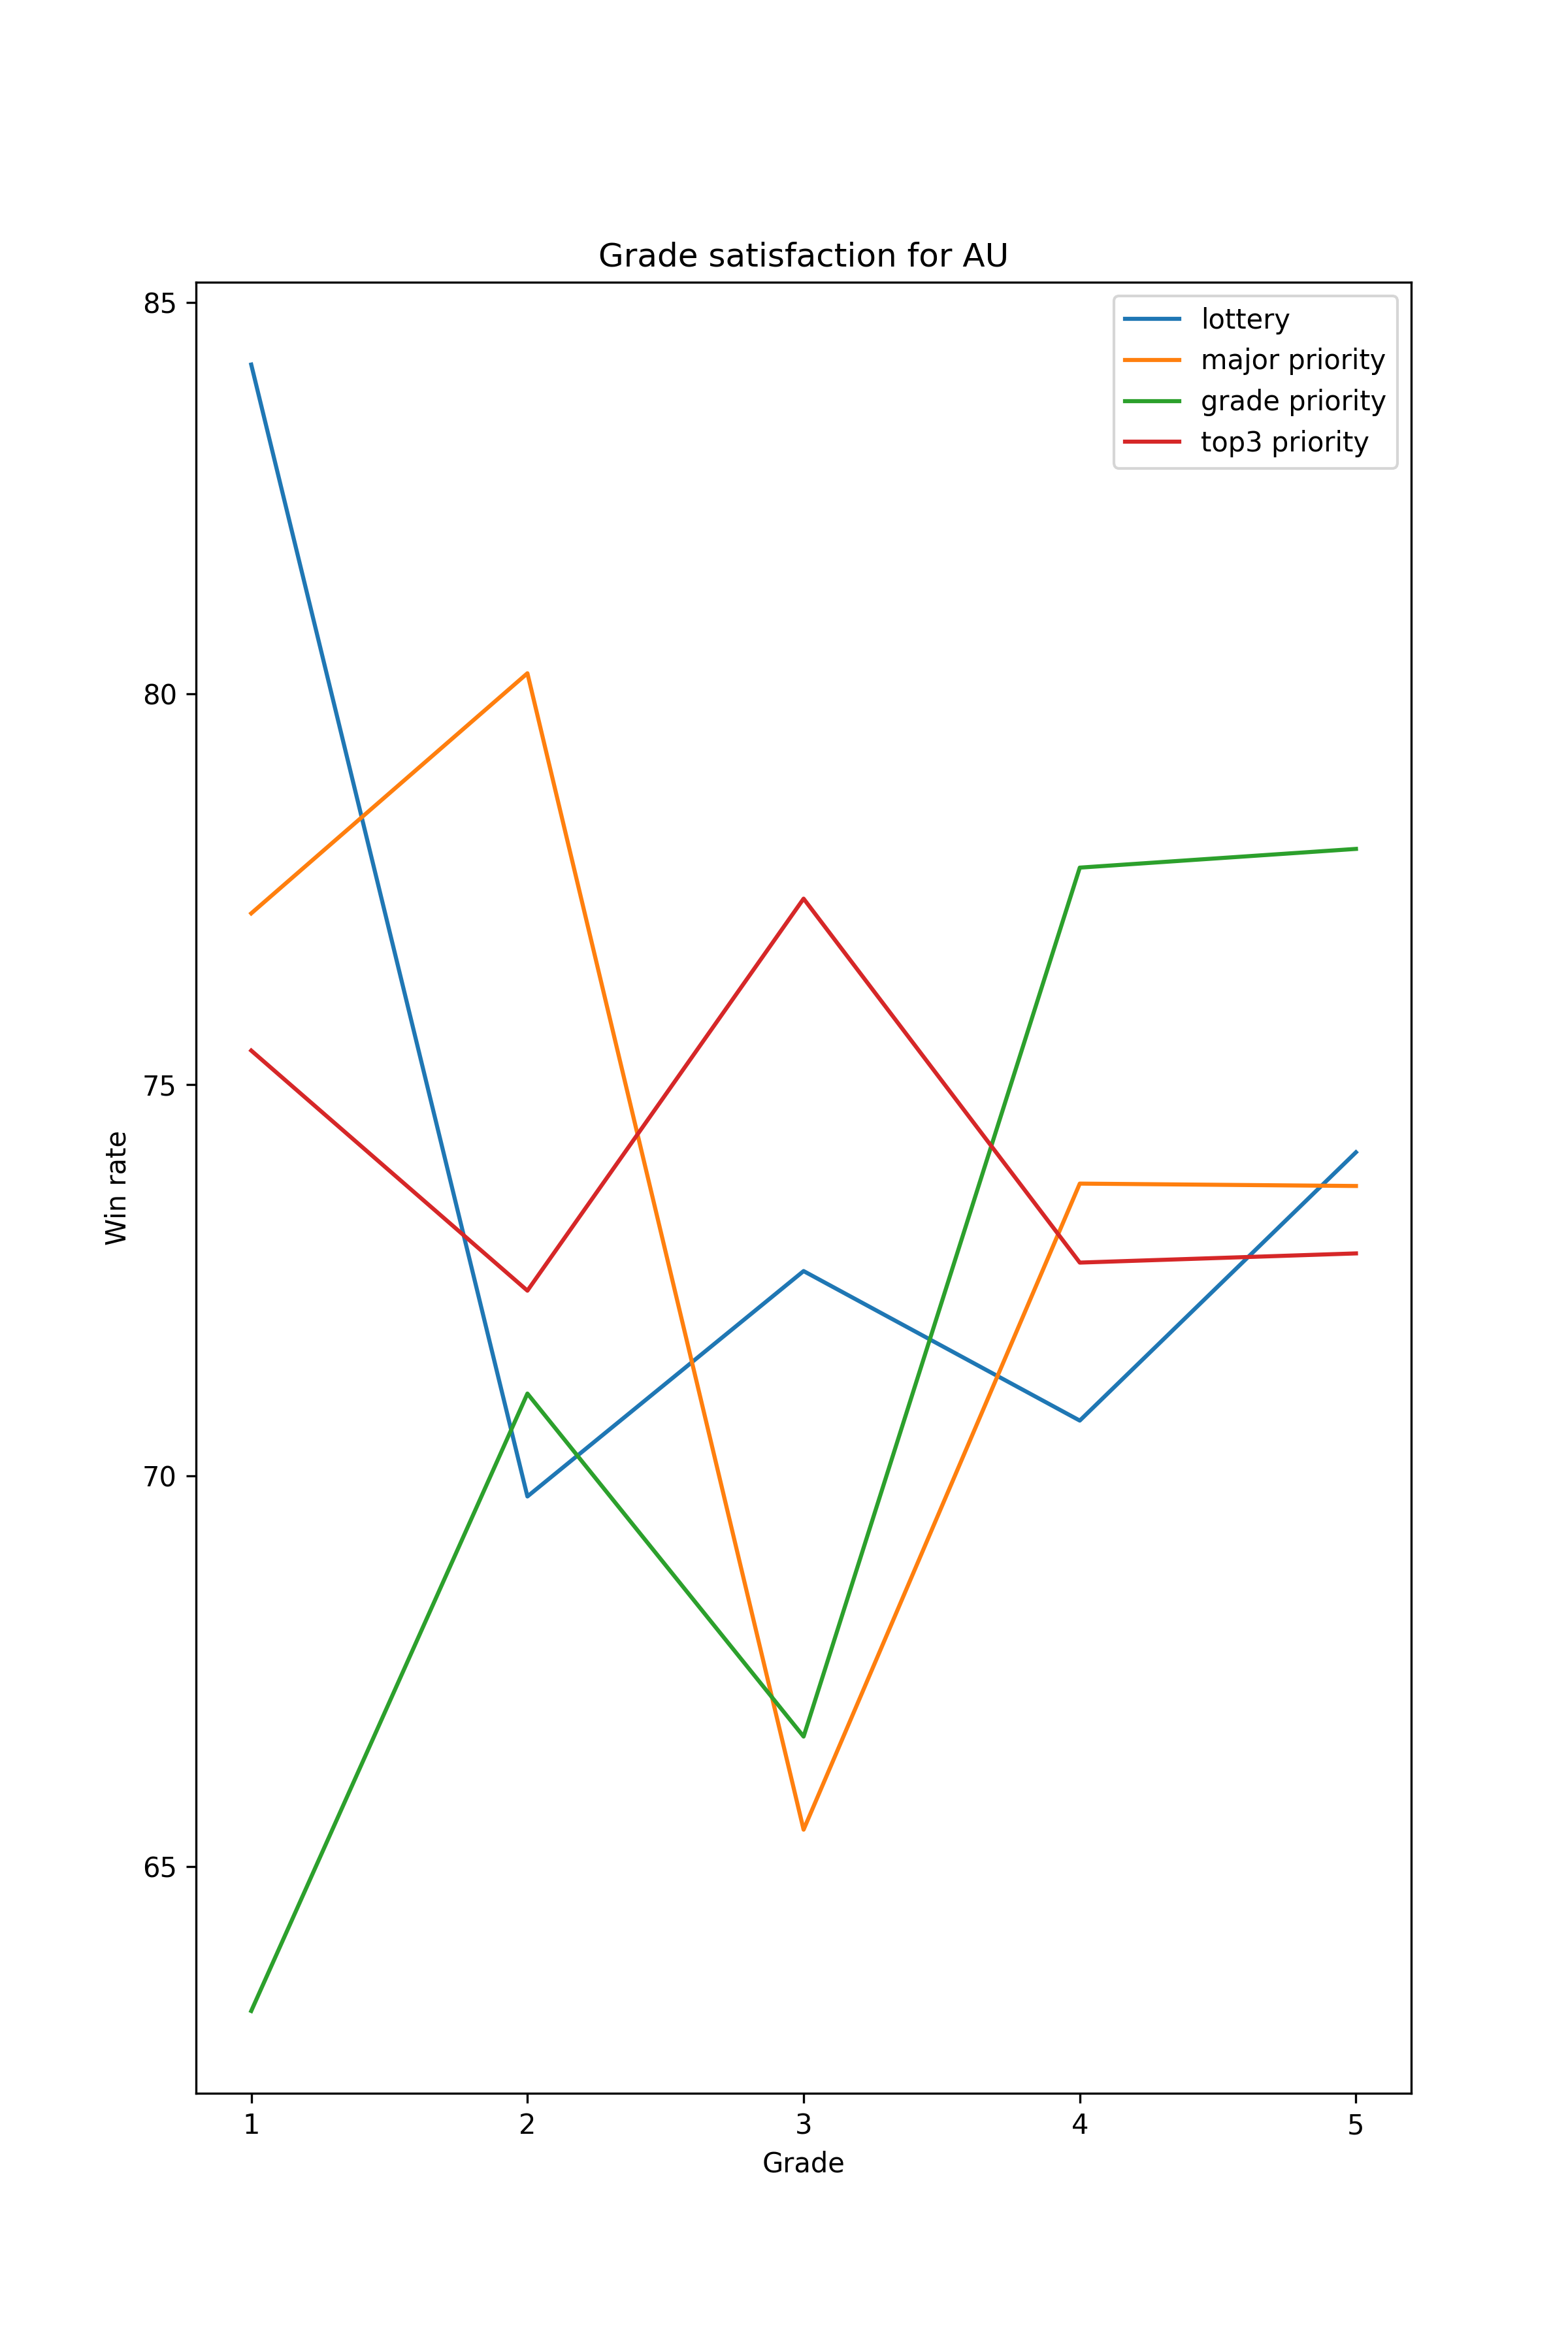 Grade satisfaction for AU
lottery
major priority
grade priority
top3 priority
85
80
75
70
65
Win rate
1 2 3 4 5
Grade